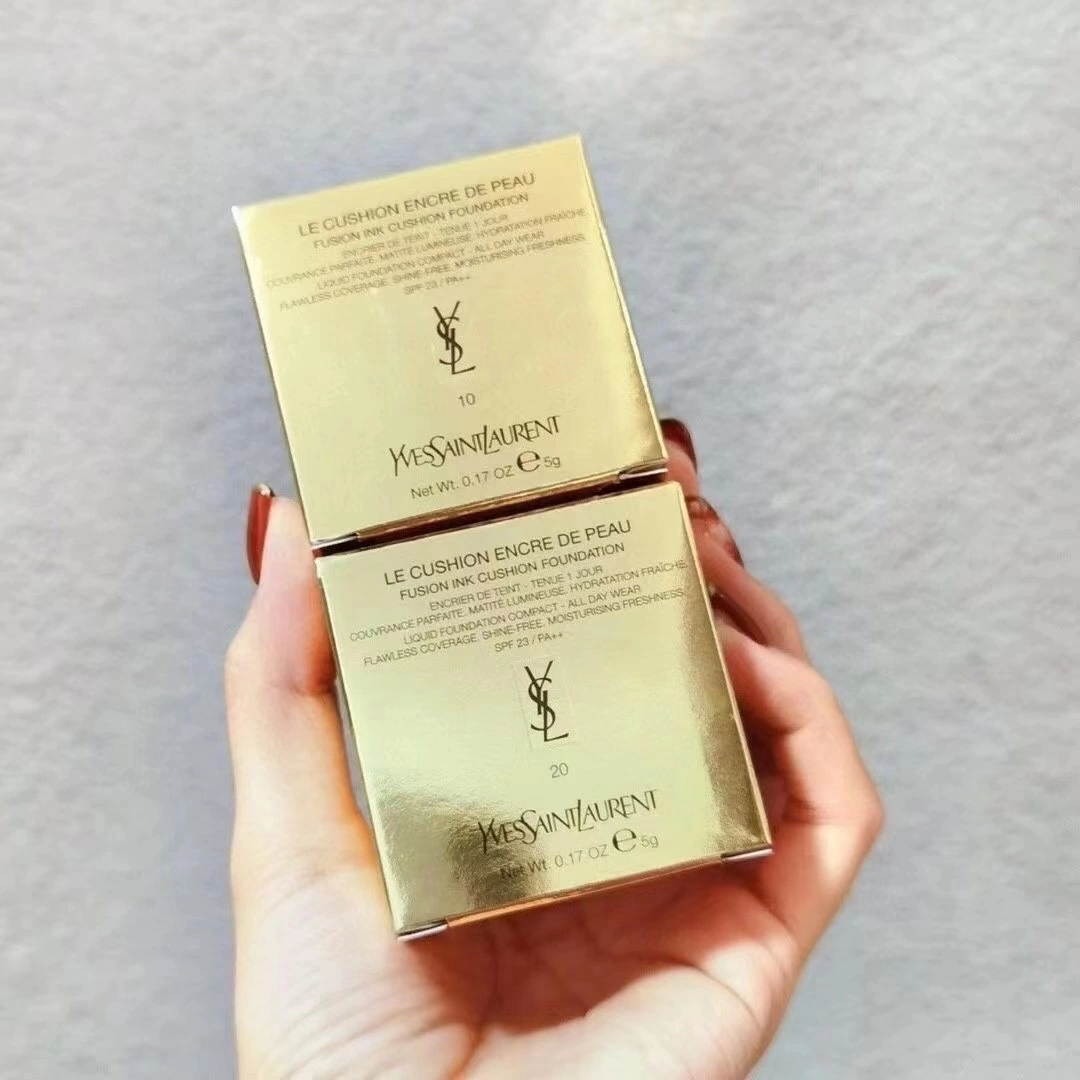 LE CUSHION ENCRE DE PEAU
FUSION INK CUSHION FOUNDATION
ENCRIER DE TEINT - TENUE 1 JOUR
COUVRANCE PARFAITE, MATITÉ LUMINEUSE, HYDRATATION FRAÎCHE
LIQUID FOUNDATION COMPACT - ALL DAY WEAR
FLAWLESS COVERAGE, SHINE-FREE, MOISTURISING FRESHNESS
SPF 23 / PA++
YSL
10
YVESSAINTLAURENT
Net Wt. 0.17 OZ ℮ 5g
LE CUSHION ENCRE DE PEAU
FUSION INK CUSHION FOUNDATION
ENCRIER DE TEINT - TENUE 1 JOUR
COUVRANCE PARFAITE, MATITÉ LUMINEUSE, HYDRATATION FRAÎCHE
LIQUID FOUNDATION COMPACT - ALL DAY WEAR
FLAWLESS COVERAGE, SHINE-FREE, MOISTURISING FRESHNESS
SPF 23 / PA++
YSL
20
YVESSAINTLAURENT
Net Wt. 0.17 OZ ℮ 5g